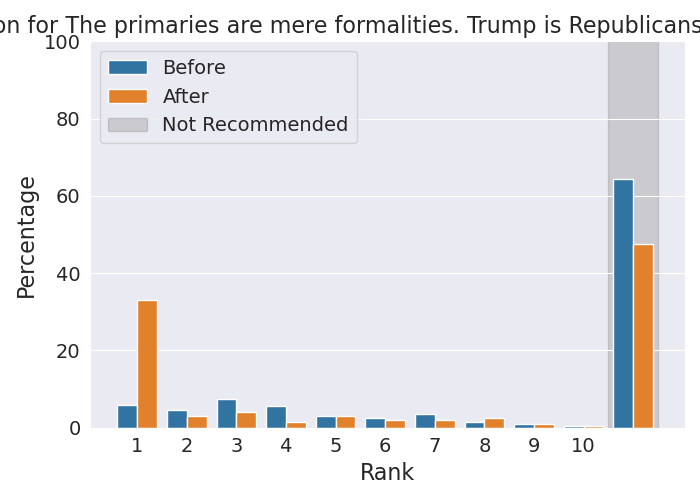 on for The primaries are mere formalities. Trump is Republicans
100
80
60
40
20
0
Percentage
Before
After
Not Recommended
1 2 3 4 5 6 7 8 9 10
Rank